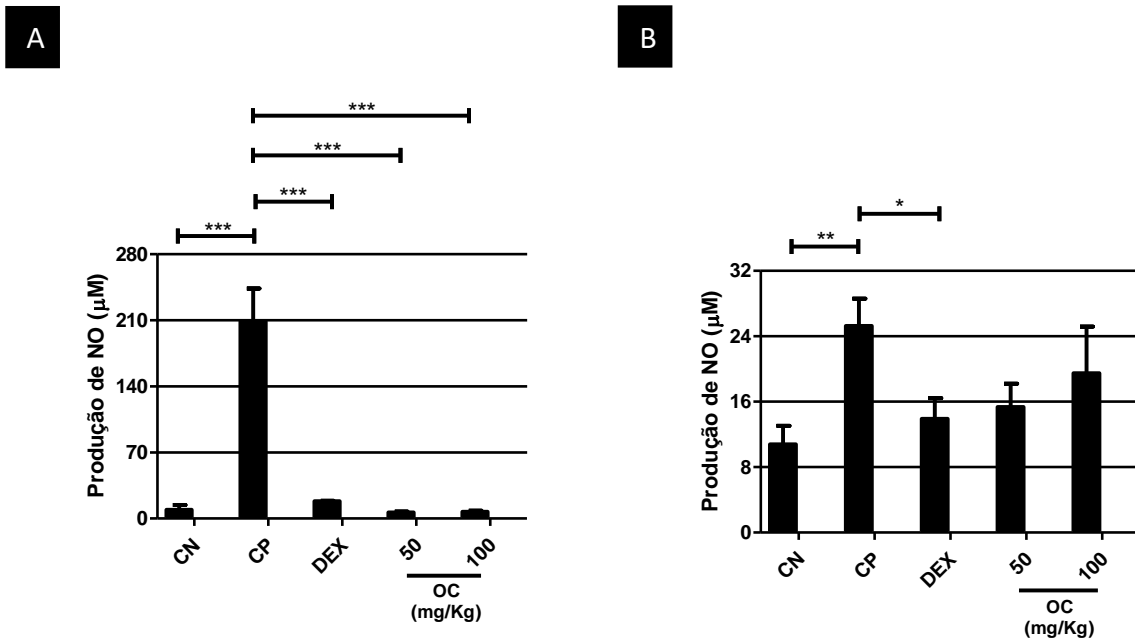 A
***
***
***
***
Produção de NO (µM)
280
210
140
70
0
CN
CP
DEX
50
100
OC
(mg/Kg)
B
*
**
Produção de NO (µM)
32
24
16
8
0
CN
CP
DEX
50
100
OC
(mg/Kg)